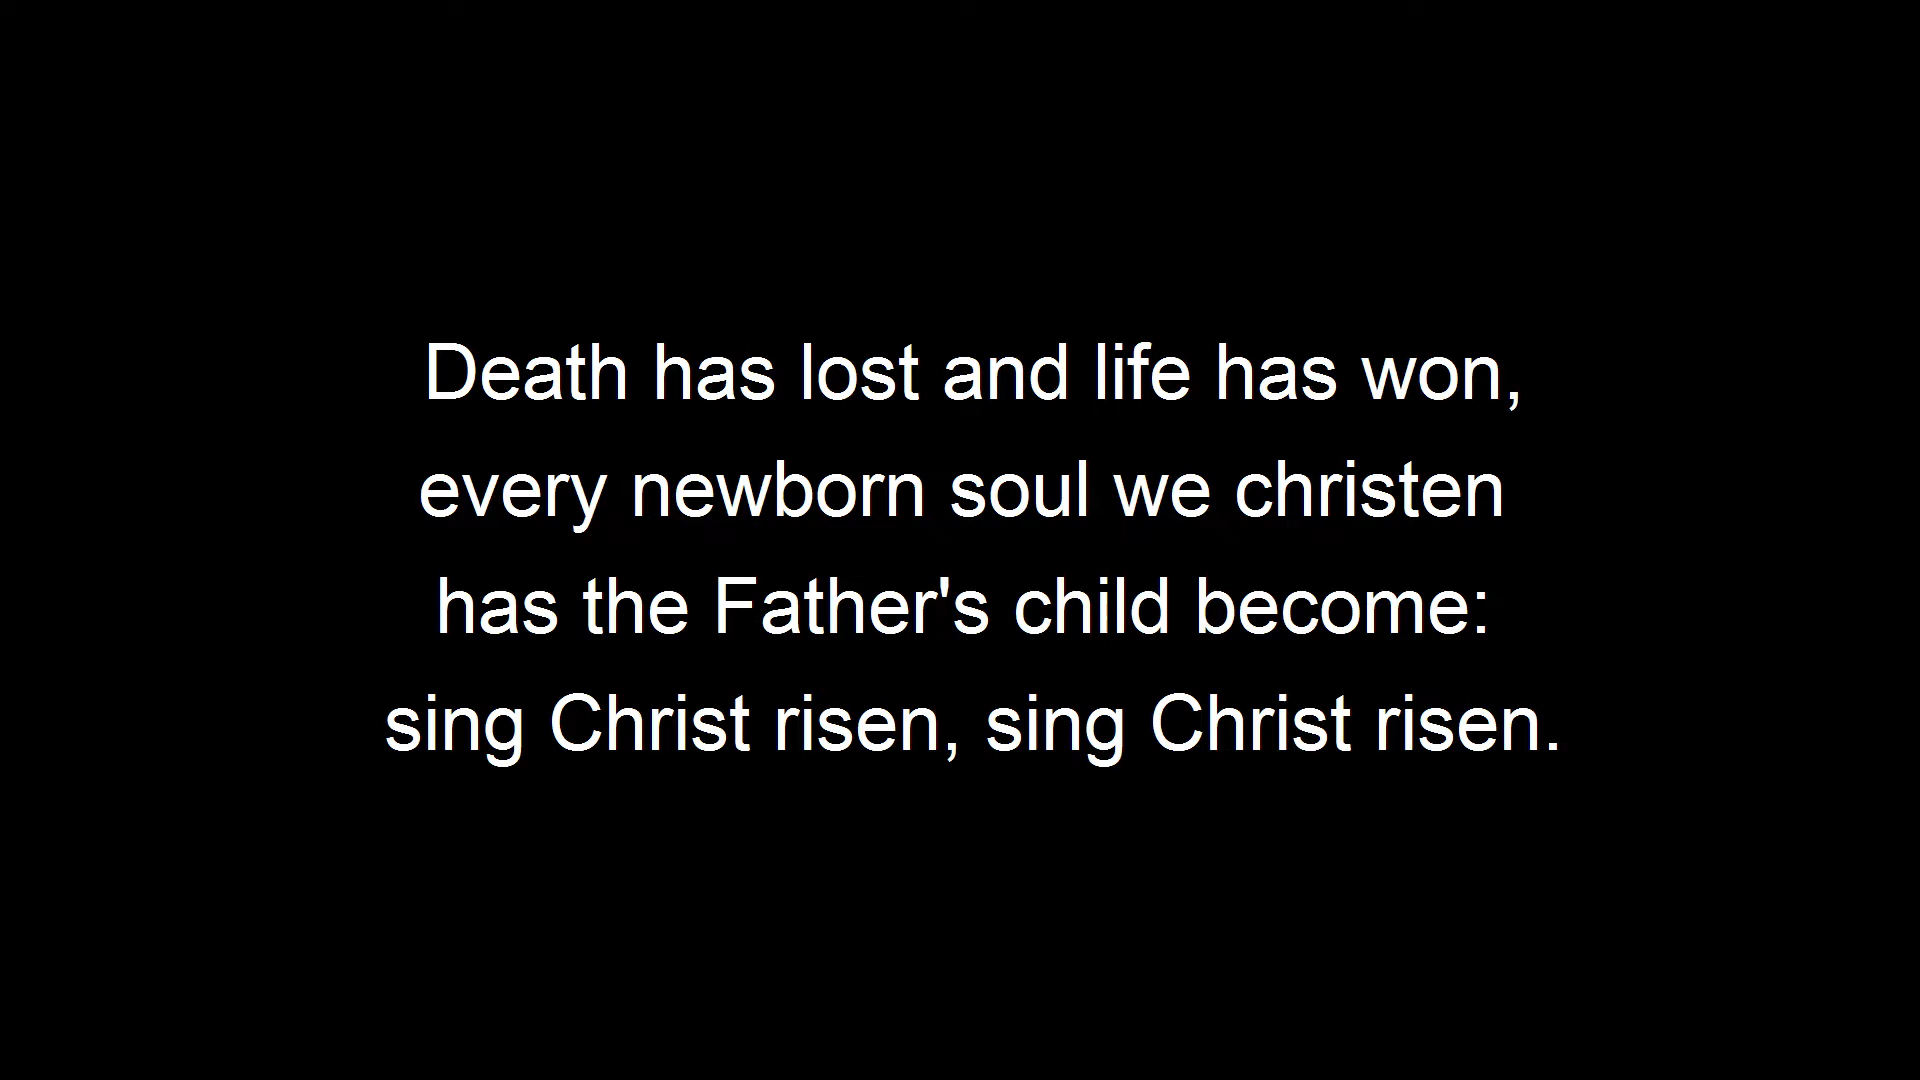 Death has lost and life has won,
every newborn soul we christen
has the Father's child become:
sing Christ risen, sing Christ risen.